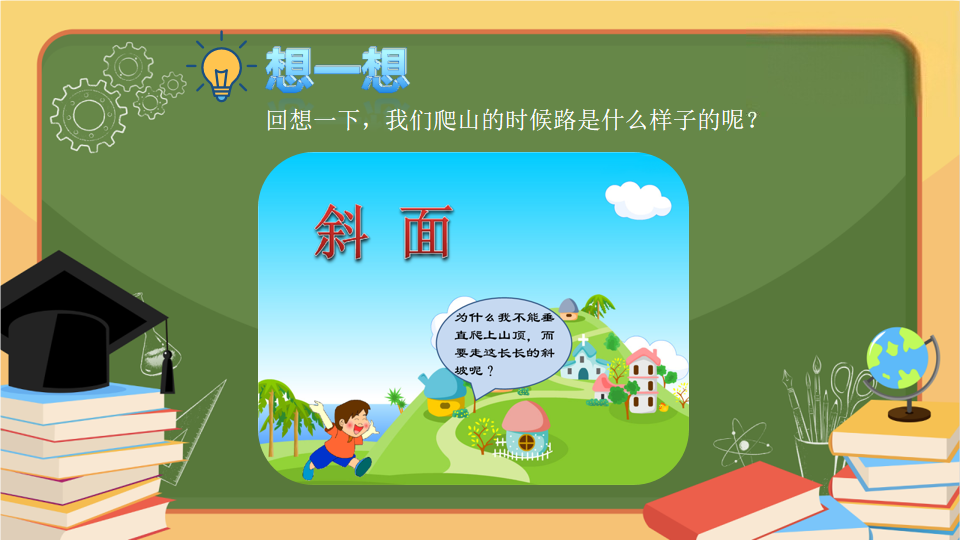 想一想
回想一下，我们爬山的时候路是什么样子的呢？
斜 面
为什么我不能垂
直爬上山顶，而
要走这长长的斜
坡呢？